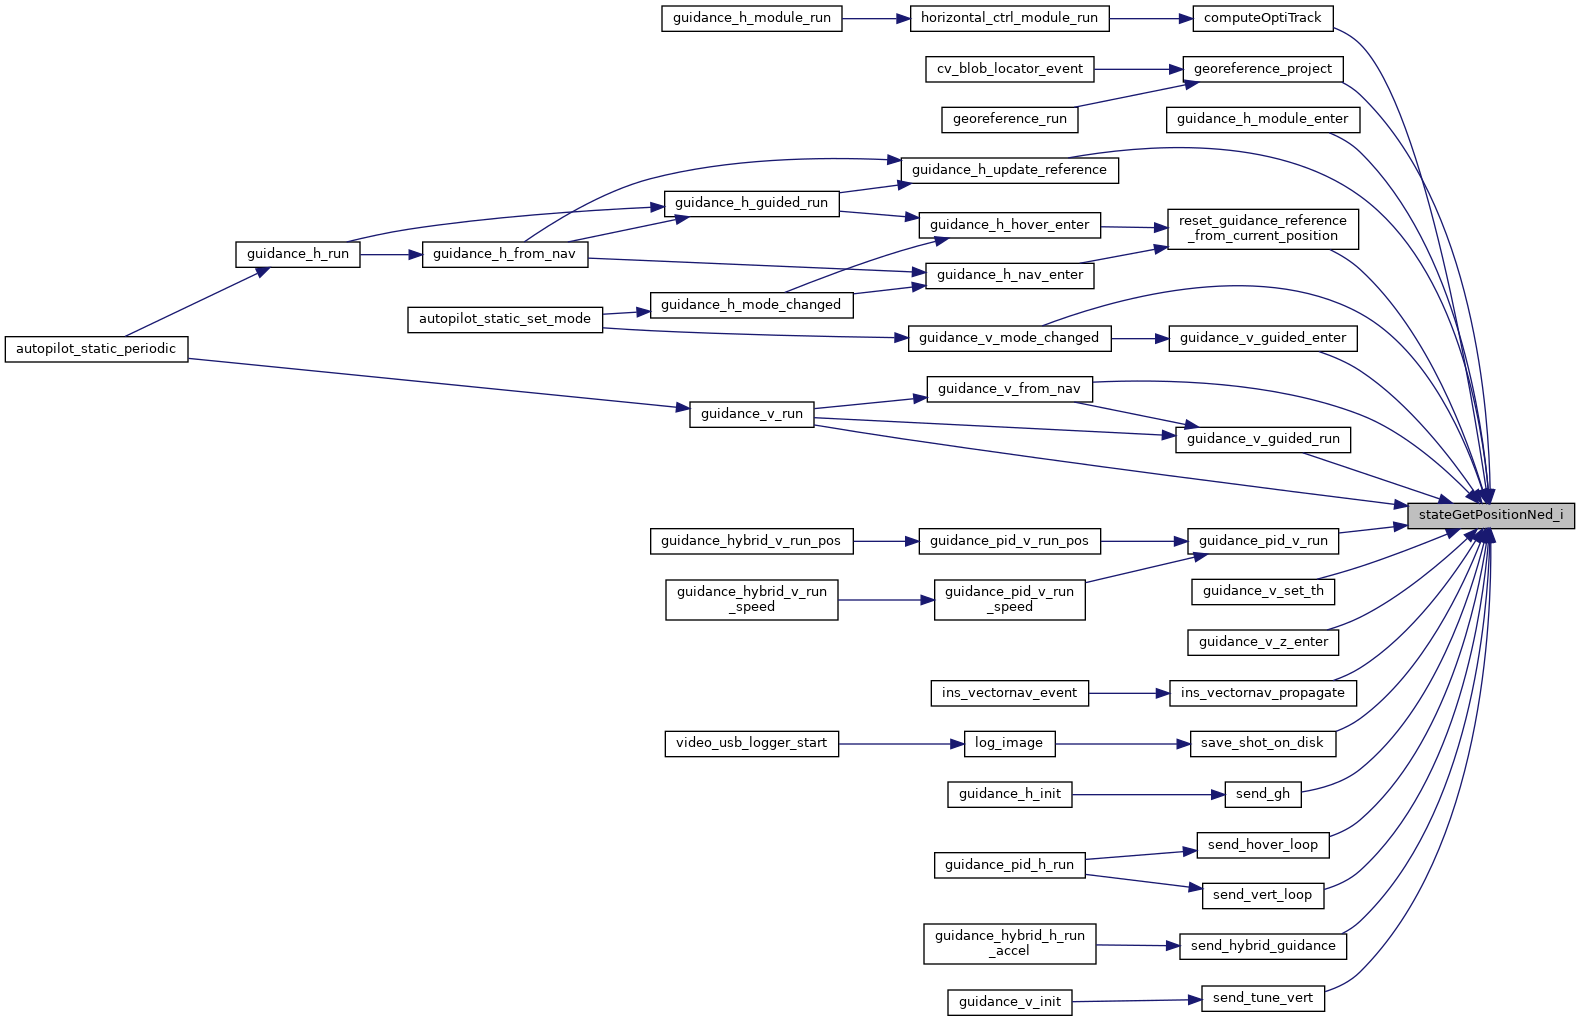 guidance_h_module_run
horizontal_ctrl_module_run
computeOptiTrack
cv_blob_locator_event
georeference_project
georeference_run
guidance_h_module_enter
guidance_h_update_reference
guidance_h_guided_run
guidance_h_hover_enter
reset_guidance_reference
_from_current_position
guidance_h_run
guidance_h_from_nav
guidance_h_nav_enter
guidance_h_mode_changed
autopilot_static_set_mode
guidance_v_mode_changed
guidance_v_guided_enter
autopilot_static_periodic
guidance_v_from_nav
guidance_v_run
guidance_v_guided_run
stateGetPositionNed_i
guidance_hybrid_v_run_pos
guidance_pid_v_run_pos
guidance_pid_v_run
guidance_hybrid_v_run
_speed
guidance_pid_v_run
_speed
guidance_v_set_th
guidance_v_z_enter
ins_vectornav_event
ins_vectornav_propagate
video_usb_logger_start
log_image
save_shot_on_disk
guidance_h_init
send_gh
send_hover_loop
guidance_pid_h_run
send_vert_loop
guidance_hybrid_h_run
_accel
send_hybrid_guidance
guidance_v_init
send_tune_vert